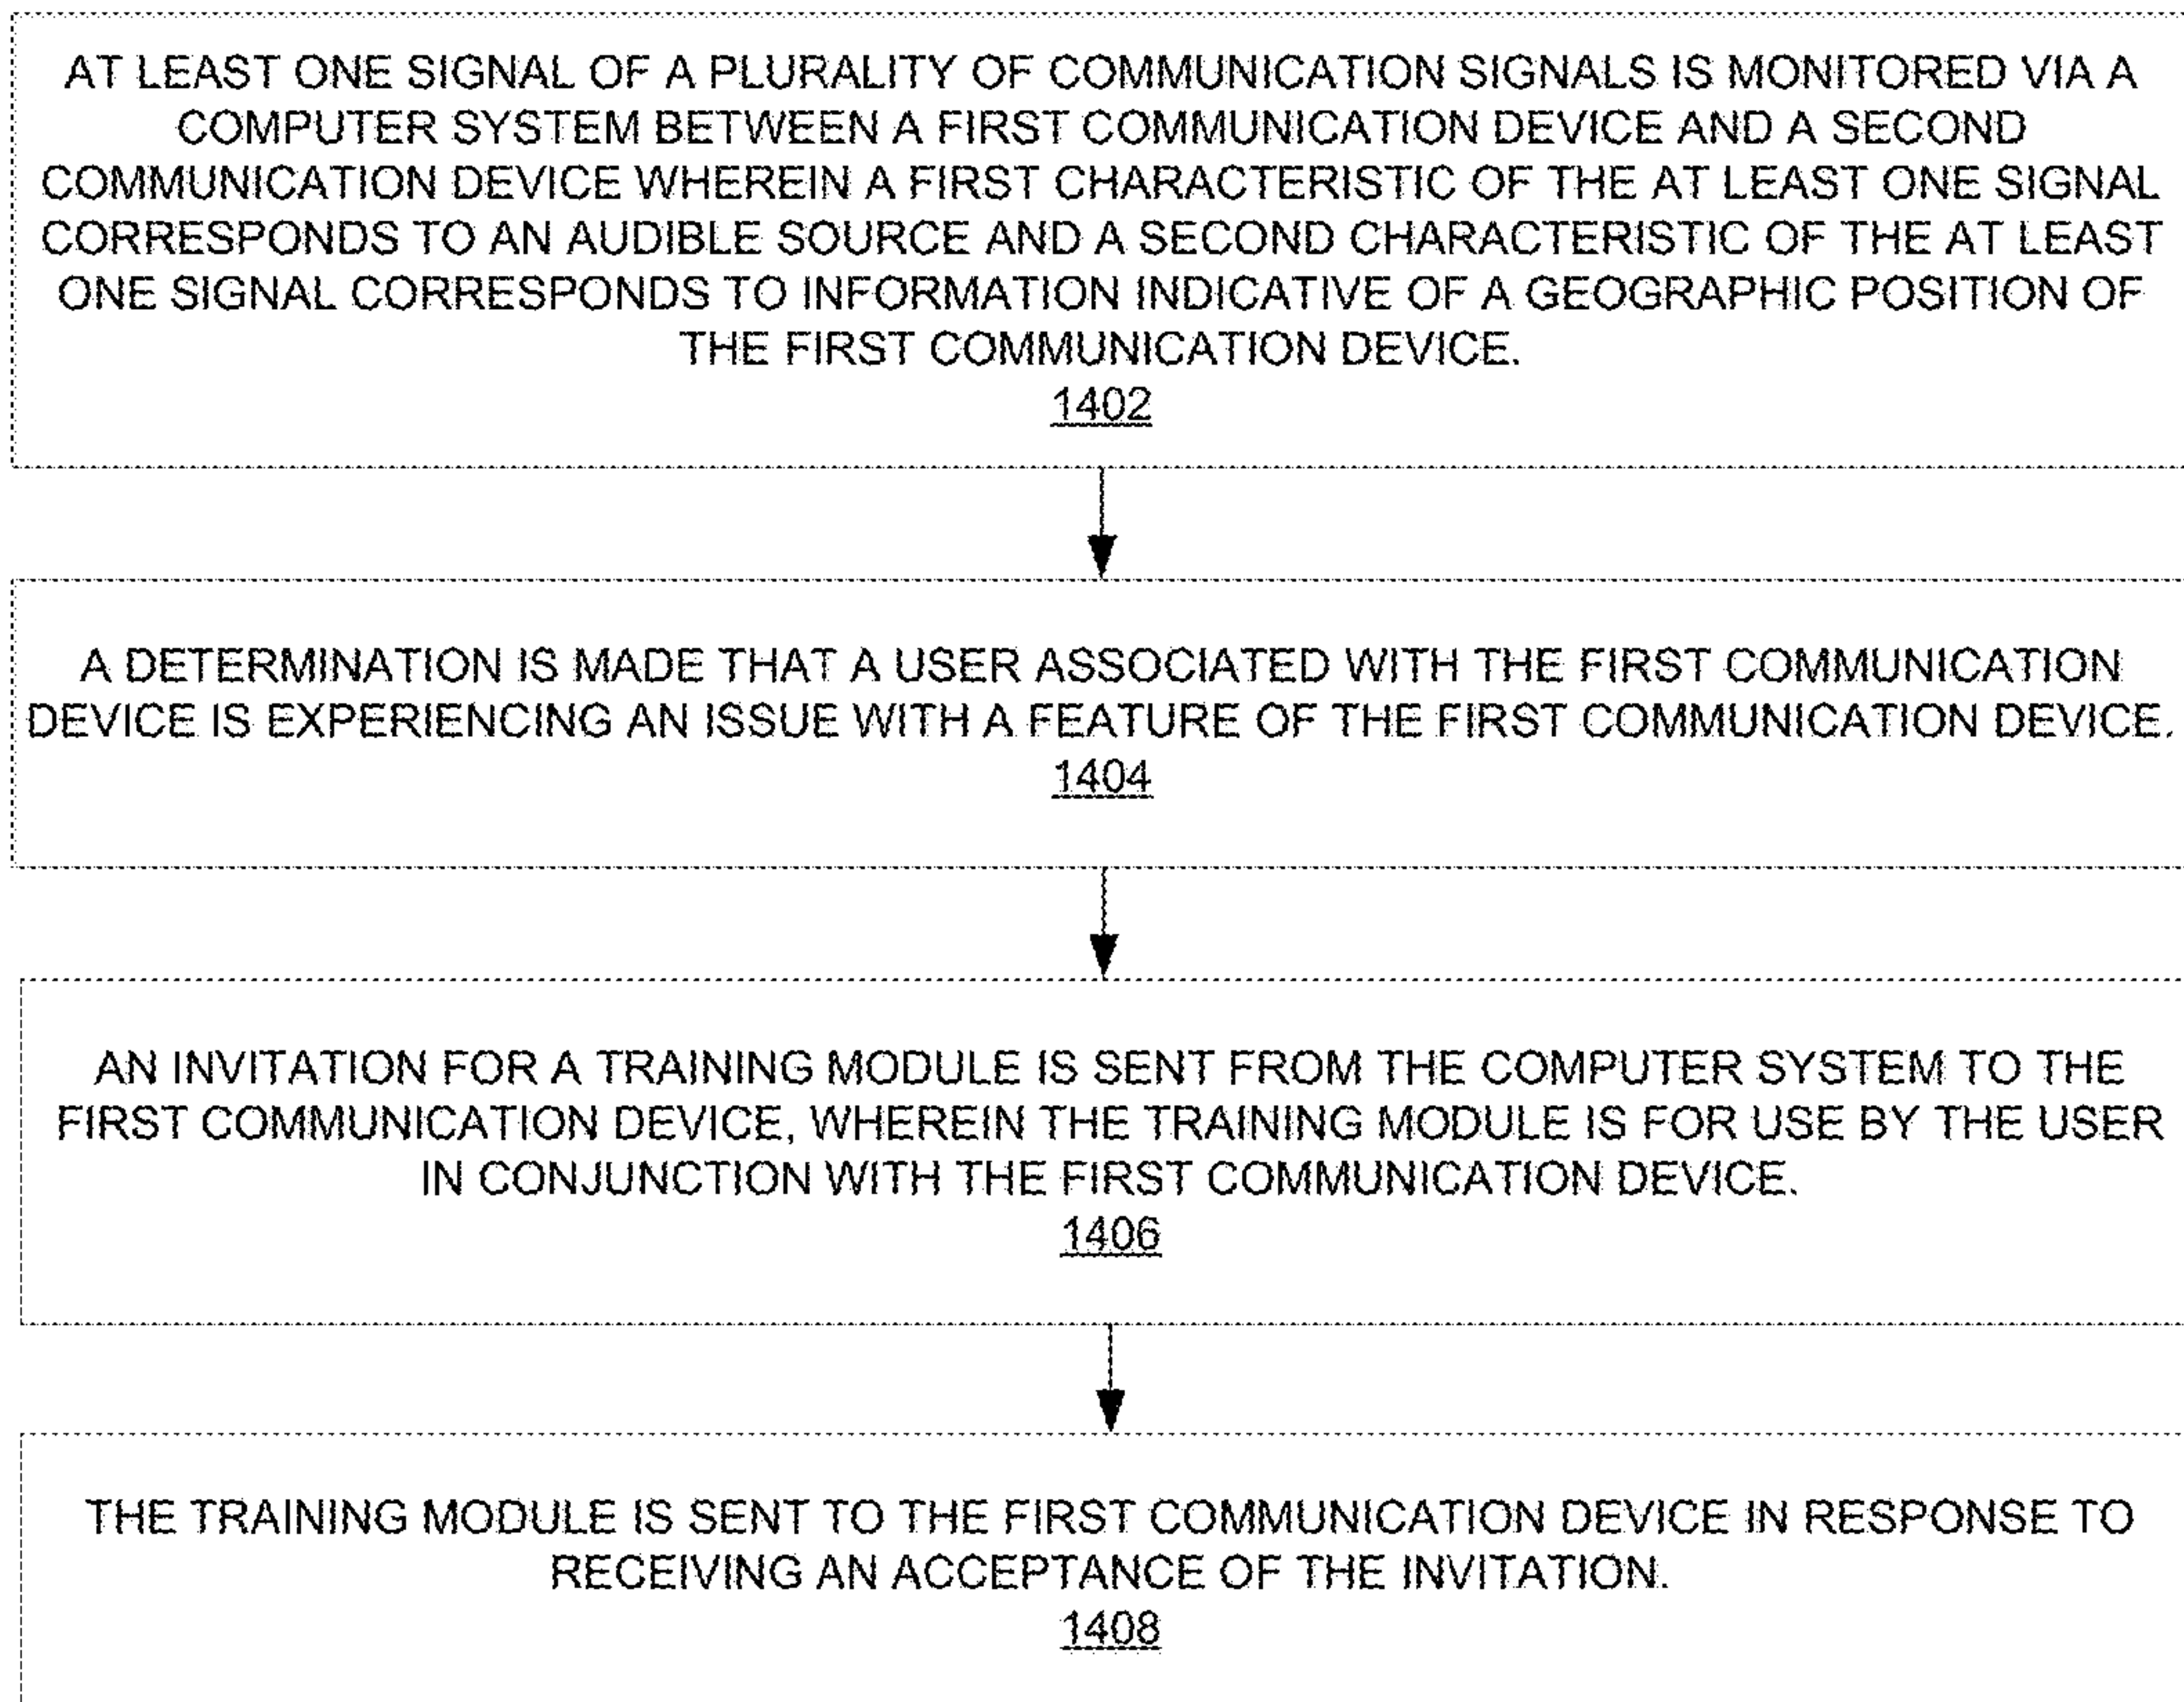 AT LEAST ONE SIGNAL OF A PLURALITY OF COMMUNICATION SIGNALS IS MONITORED VIA A
COMPUTER SYSTEM BETWEEN A FIRST COMMUNICATION DEVICE AND A SECOND
COMMUNICATION DEVICE WHEREIN A FIRST CHARACTERISTIC OF THE AT LEAST ONE SIGNAL
CORRESPONDS TO AN AUDIBLE SOURCE AND A SECOND CHARACTERISTIC OF THE AT LEAST
ONE SIGNAL CORRESPONDS TO INFORMATION INDICATIVE OF A GEOGRAPHIC POSITION OF
THE FIRST COMMUNICATION DEVICE.
1402
A DETERMINATION IS MADE THAT A USER ASSOCIATED WITH THE FIRST COMMUNICATION
DEVICE IS EXPERIENCING AN ISSUE WITH A FEATURE OF THE FIRST COMMUNICATION DEVICE.
1404
AN INVITATION FOR A TRAINING MODULE IS SENT FROM THE COMPUTER SYSTEM TO THE
FIRST COMMUNICATION DEVICE, WHEREIN THE TRAINING MODULE IS FOR USE BY THE USER
IN CONJUNCTION WITH THE FIRST COMMUNICATION DEVICE.
1406
THE TRAINING MODULE IS SENT TO THE FIRST COMMUNICATION DEVICE IN RESPONSE TO
RECEIVING AN ACCEPTANCE OF THE INVITATION.
1408